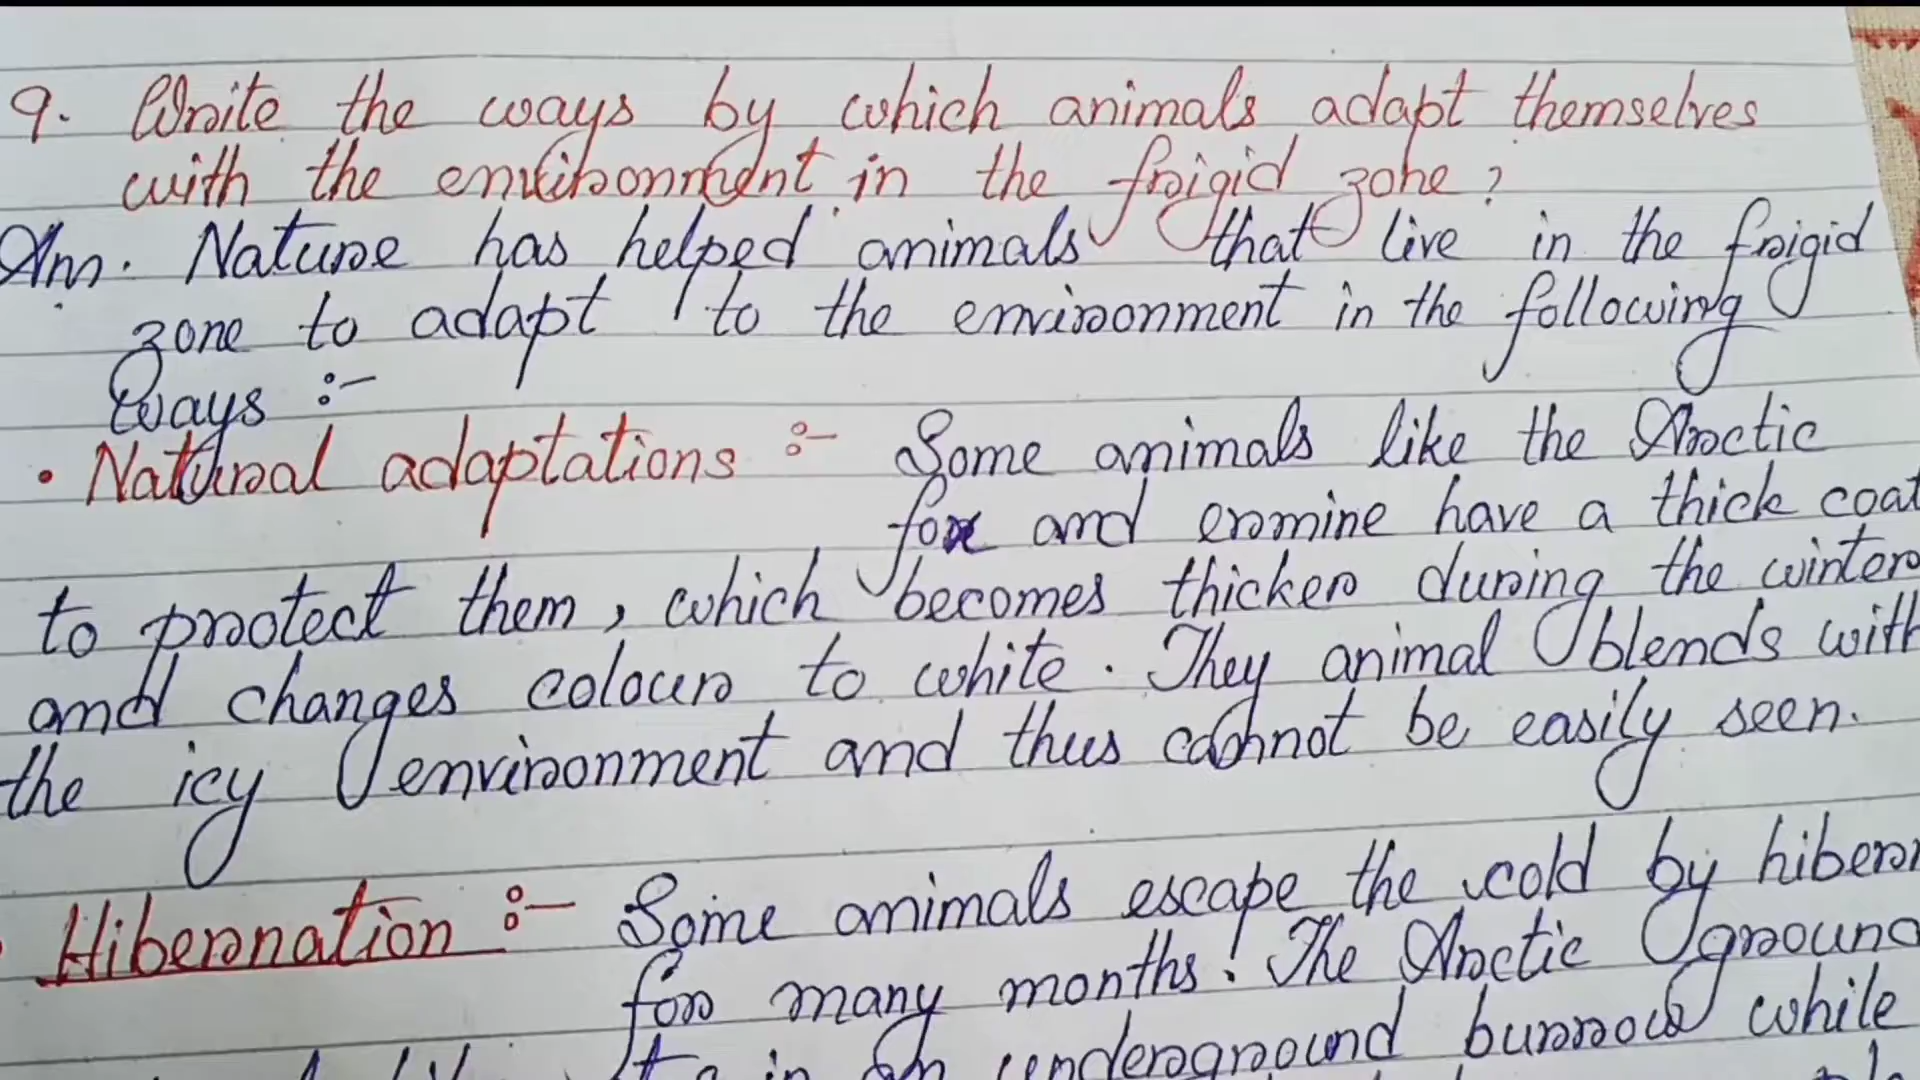 9. Write the ways by which animals adapt themselves
with the environment in the frigid zone?
Ans. Nature has helped animals that live in the frigid
zone to adapt to the environment in the following
ways :-
• Natural adaptations :- Some animals like the Arctic
fox and ermine have a thick coat
to protect them, which becomes thicker during the winter
and changes colour to white. They animal blends with
the icy environment and thus cannot be easily seen.
Hibernation :- Some animals escape the cold by hibern
for many months. The Arctic ground
in an underground burrow while